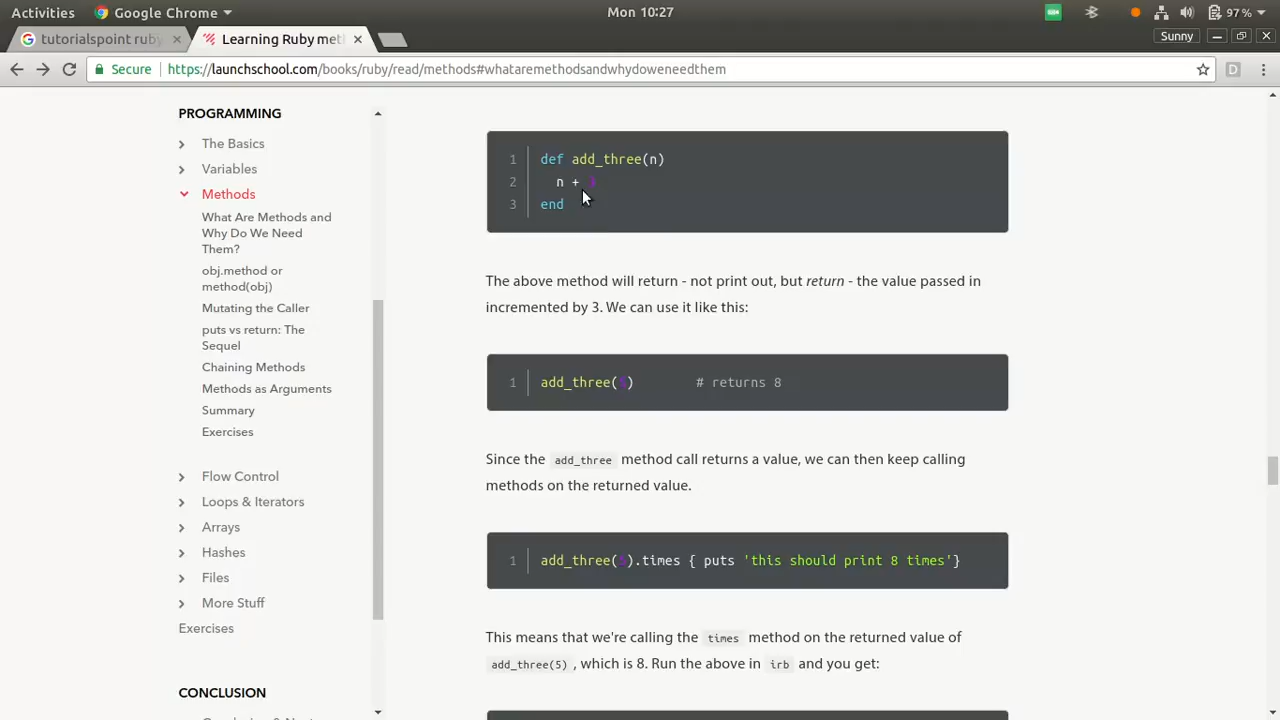 Activities Google Chrome Mon 10:27 97 %
tutorialspoint ruby Learning Ruby met Sunny
Secure https://launchschool.com/books/ruby/read/methods#whataremethodsandwhydoweneedthem D
PROGRAMMING
The Basics
Variables
Methods
What Are Methods and
Why Do We Need
Them?
obj.method or
method(obj)
Mutating the Caller
puts vs return: The
Sequel
Chaining Methods
Methods as Arguments
Summary
Exercises
Flow Control
Loops & Iterators
Arrays
Hashes
Files
More Stuff
Exercises
CONCLUSION
1 def add_three(n)
2 n + 3
3 end
The above method will return - not print out, but return - the value passed in
incremented by 3. We can use it like this:
1 add_three(5) # returns 8
Since the add_three method call returns a value, we can then keep calling
methods on the returned value.
1 add_three(5).times { puts 'this should print 8 times'}
This means that we're calling the times method on the returned value of
add_three(5) , which is 8. Run the above in irb and you get: